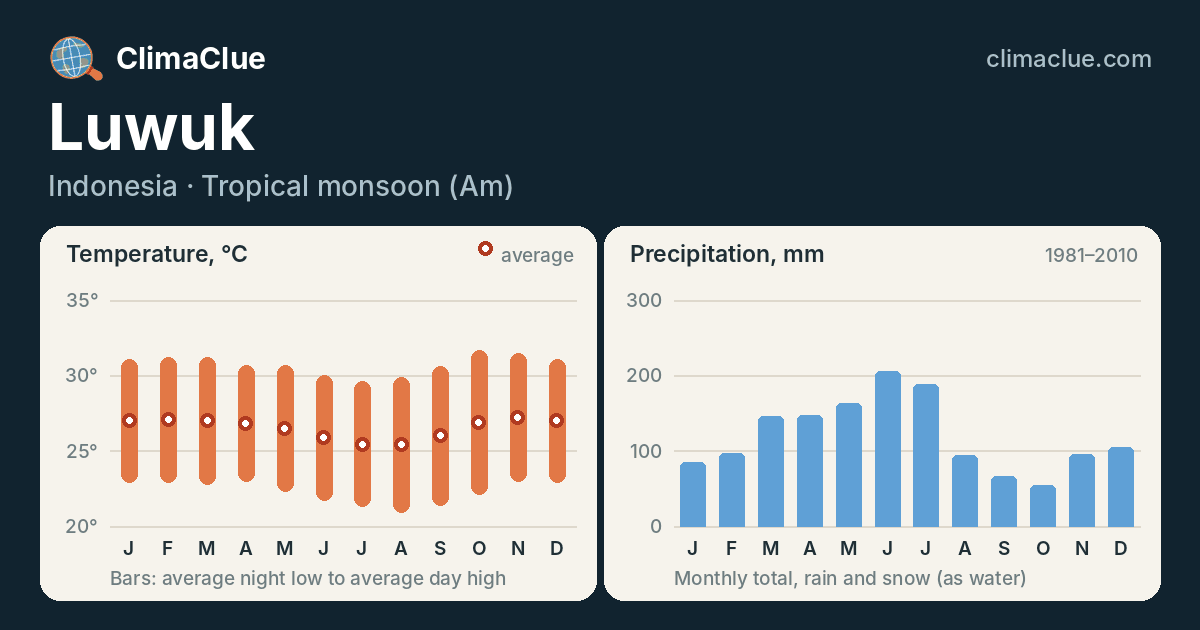 ClimaClue
climaclue.com
Luwuk
Indonesia · Tropical monsoon (Am)
Temperature, °C
average
35°
30°
25°
20°
J F M A M J J A S O N D
Bars: average night low to average day high
Precipitation, mm
1981–2010
300
200
100
0
J F M A M J J A S O N D
Monthly total, rain and snow (as water)